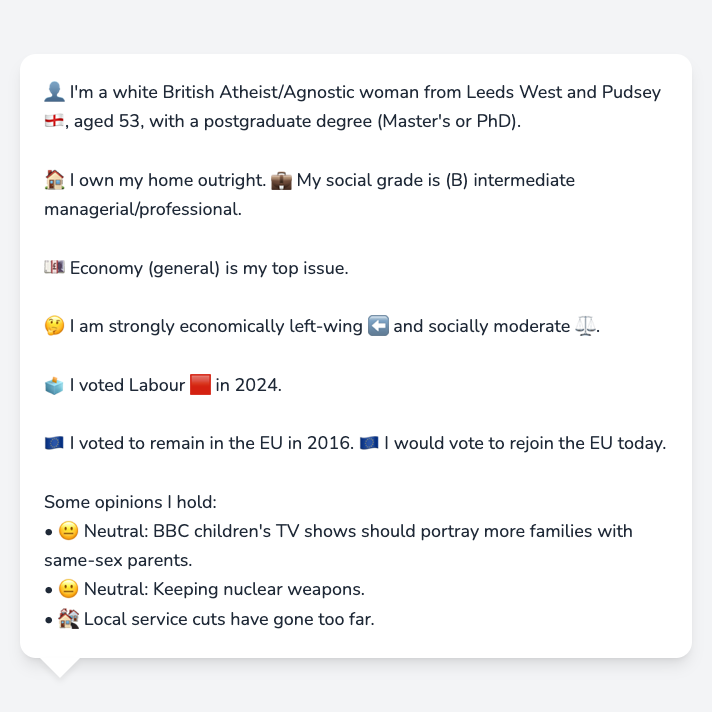 👤 I'm a white British Atheist/Agnostic woman from Leeds West and Pudsey
🏴󠁧󠁢󠁥󠁮󠁧󠁿, aged 53, with a postgraduate degree (Master's or PhD).
🏠 I own my home outright. 💼 My social grade is (B) intermediate
managerial/professional.
💷 Economy (general) is my top issue.
🤔 I am strongly economically left-wing ⬅️ and socially moderate ⚖️.
🗳️ I voted Labour 🟥 in 2024.
🇪🇺 I voted to remain in the EU in 2016. 🇪🇺 I would vote to rejoin the EU today.
Some opinions I hold:
• 😐 Neutral: BBC children's TV shows should portray more families with
same-sex parents.
• 😐 Neutral: Keeping nuclear weapons.
• 🏚️ Local service cuts have gone too far.